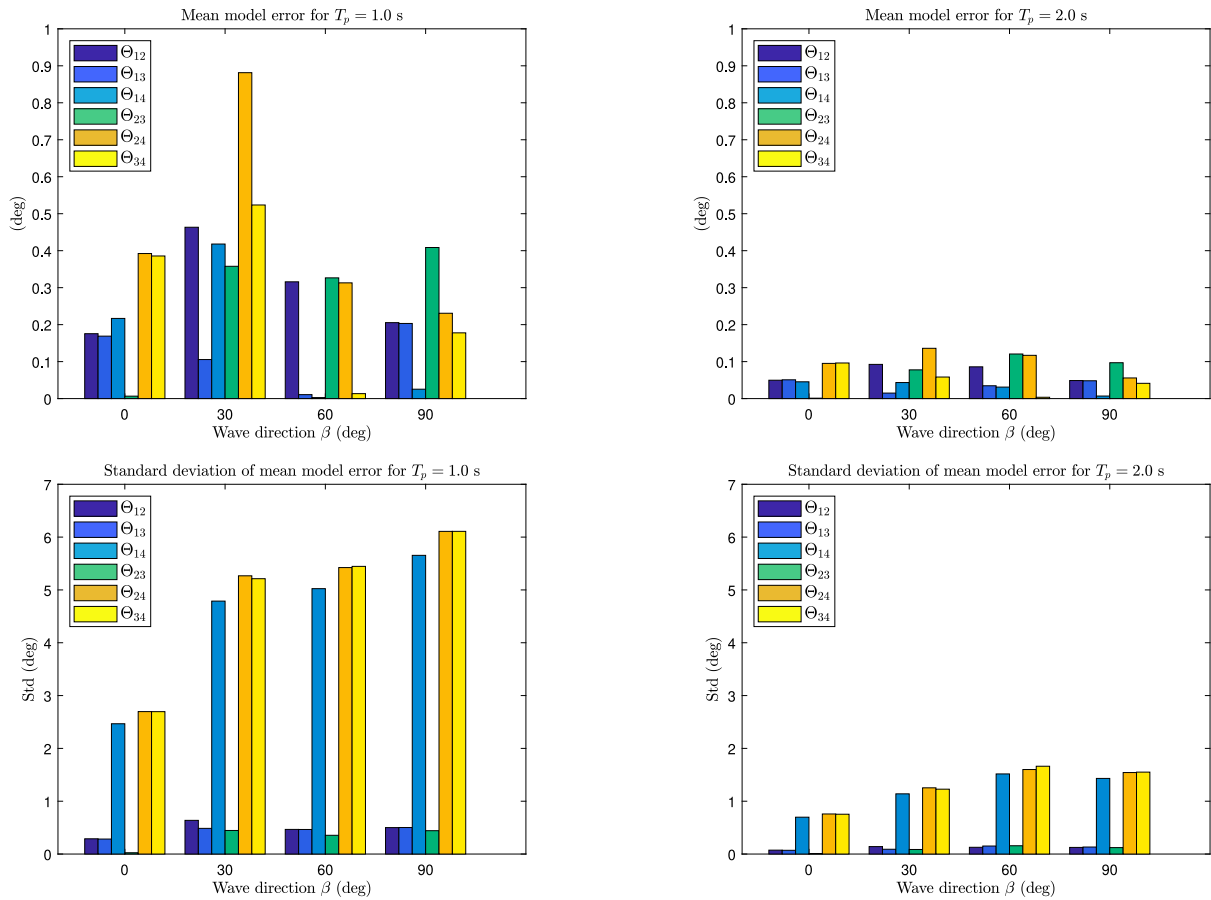 Mean model error for T_p = 1.0 s
1
0.9
0.8
0.7
0.6
0.5
0.4
0.3
0.2
0.1
0
(deg)
Θ12
Θ13
Θ14
Θ23
Θ24
Θ34
0 30 60 90
Wave direction β (deg)
Mean model error for T_p = 2.0 s
1
0.9
0.8
0.7
0.6
0.5
0.4
0.3
0.2
0.1
0
(deg)
Θ12
Θ13
Θ14
Θ23
Θ24
Θ34
0 30 60 90
Wave direction β (deg)
Standard deviation of mean model error for T_p = 1.0 s
7
6
5
4
3
2
1
0
Std (deg)
Θ12
Θ13
Θ14
Θ23
Θ24
Θ34
0 30 60 90
Wave direction β (deg)
Standard deviation of mean model error for T_p = 2.0 s
7
6
5
4
3
2
1
0
Std (deg)
Θ12
Θ13
Θ14
Θ23
Θ24
Θ34
0 30 60 90
Wave direction β (deg)